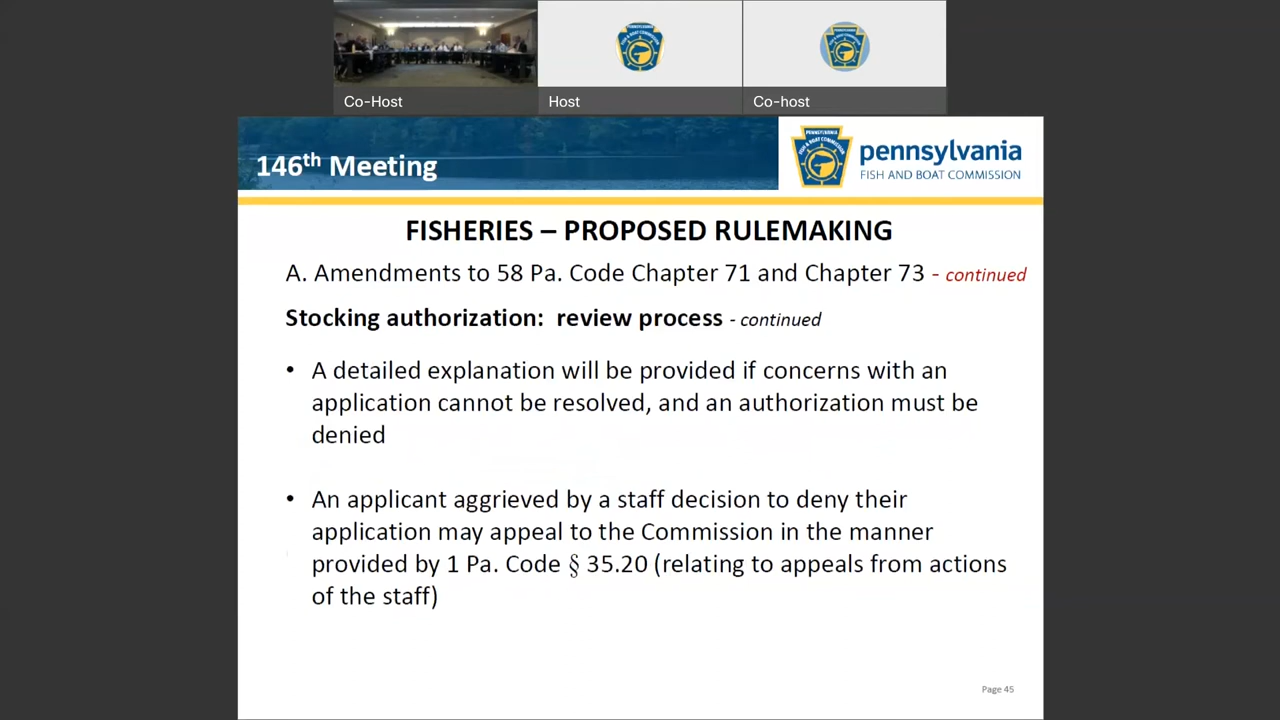 Co-Host
Host
Co-host
146th Meeting
pennsylvania
FISH AND BOAT COMMISSION
FISHERIES – PROPOSED RULEMAKING
A. Amendments to 58 Pa. Code Chapter 71 and Chapter 73 - continued
Stocking authorization: review process - continued
• A detailed explanation will be provided if concerns with an
application cannot be resolved, and an authorization must be
denied
• An applicant aggrieved by a staff decision to deny their
application may appeal to the Commission in the manner
provided by 1 Pa. Code § 35.20 (relating to appeals from actions
of the staff)
Page 45